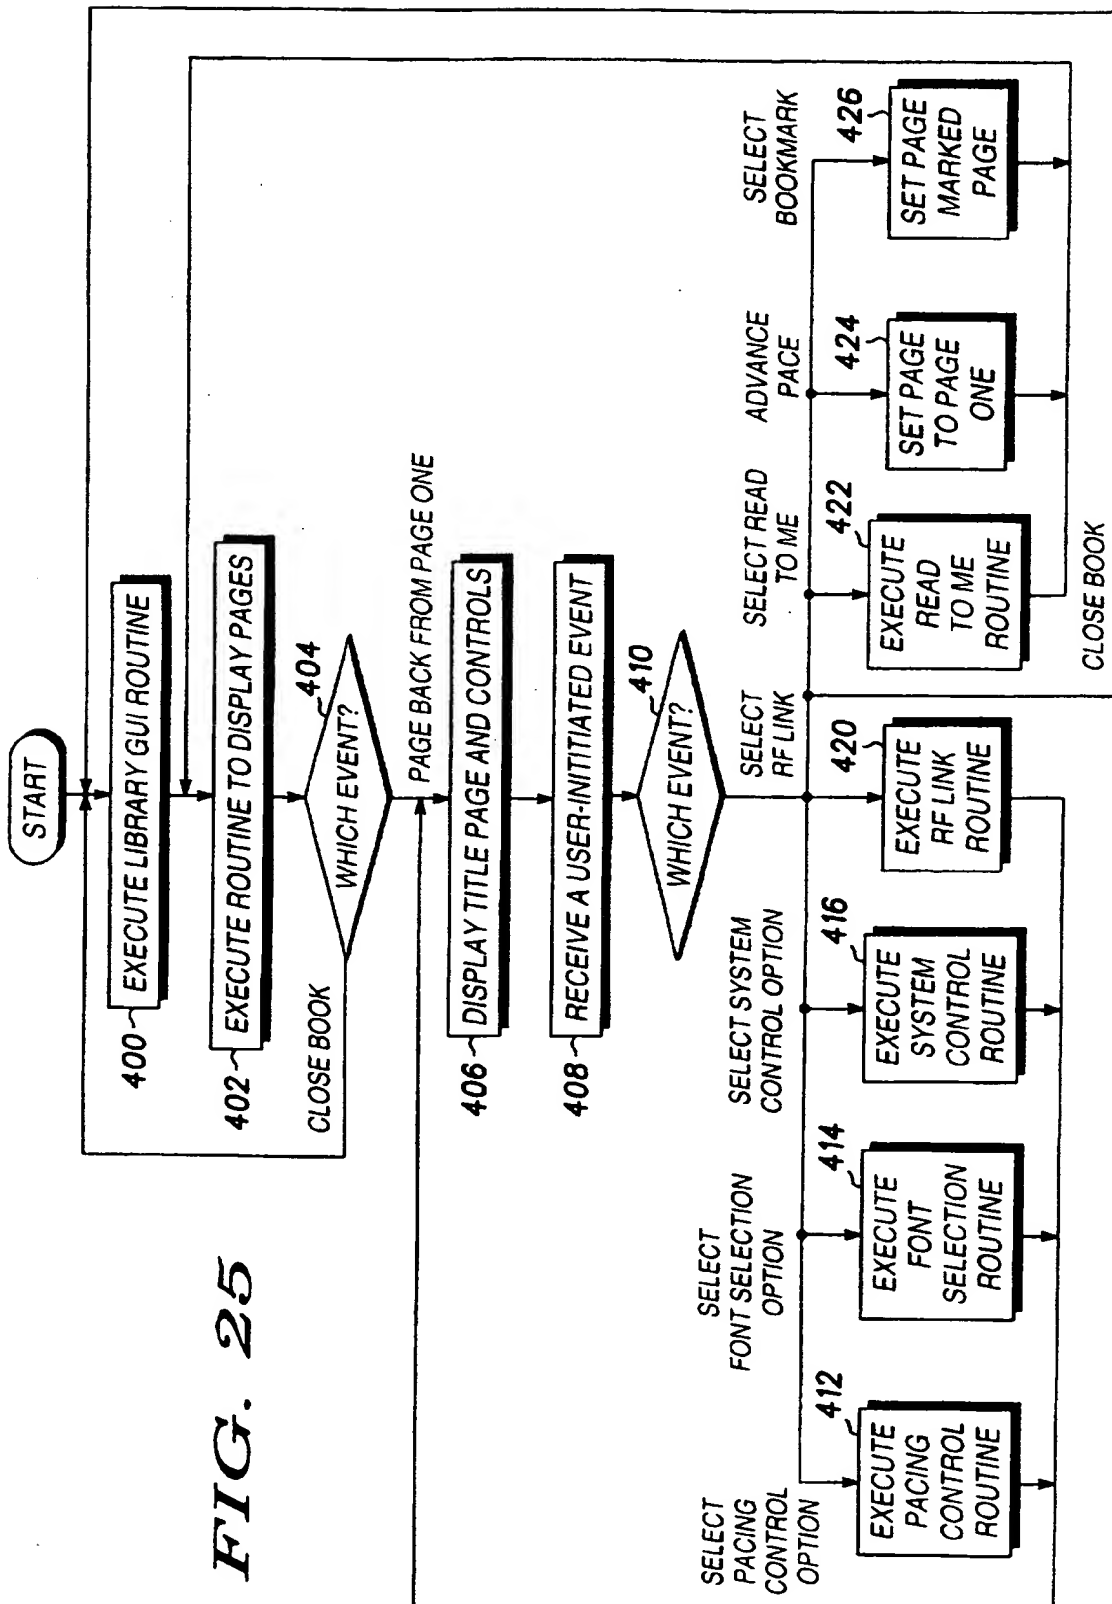 FIG. 25
START
EXECUTE LIBRARY GUI ROUTINE
400
EXECUTE ROUTINE TO DISPLAY PAGES
402
WHICH EVENT?
404
CLOSE BOOK
PAGE BACK FROM PAGE ONE
DISPLAY TITLE PAGE AND CONTROLS
406
RECEIVE A USER-INITIATED EVENT
408
WHICH EVENT?
410
SELECT
PACING
CONTROL
OPTION
SELECT
FONT SELECTION
OPTION
SELECT SYSTEM
CONTROL OPTION
SELECT
RF LINK
SELECT READ
TO ME
ADVANCE
PACE
SELECT
BOOKMARK
412
EXECUTE
PACING
CONTROL
ROUTINE
414
EXECUTE
FONT
SELECTION
ROUTINE
416
EXECUTE
SYSTEM
CONTROL
ROUTINE
420
EXECUTE
RF LINK
ROUTINE
422
EXECUTE
READ
TO ME
ROUTINE
424
SET PAGE
TO PAGE
ONE
426
SET PAGE
MARKED
PAGE
CLOSE BOOK